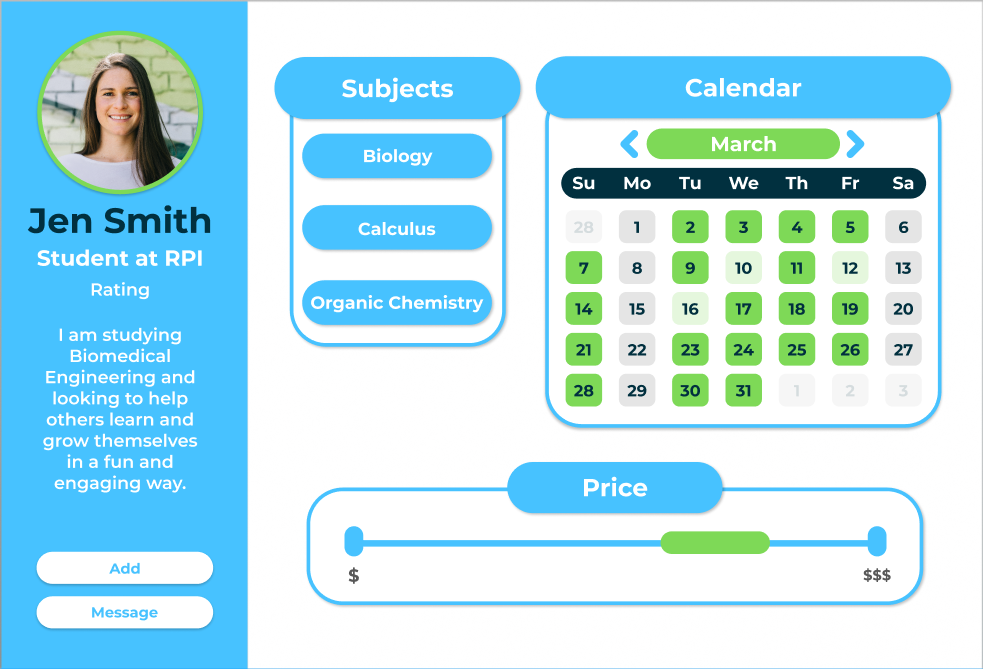 Jen Smith
Student at RPI
Rating
I am studying
Biomedical
Engineering and
looking to help
others learn and
grow themselves
in a fun and
engaging way.
Add
Message
Subjects
Biology
Calculus
Organic Chemistry
Calendar
March
Su Mo Tu We Th Fr Sa
28 1 2 3 4 5 6
7 8 9 10 11 12 13
14 15 16 17 18 19 20
21 22 23 24 25 26 27
28 29 30 31 1 2 3
Price
$ $$$